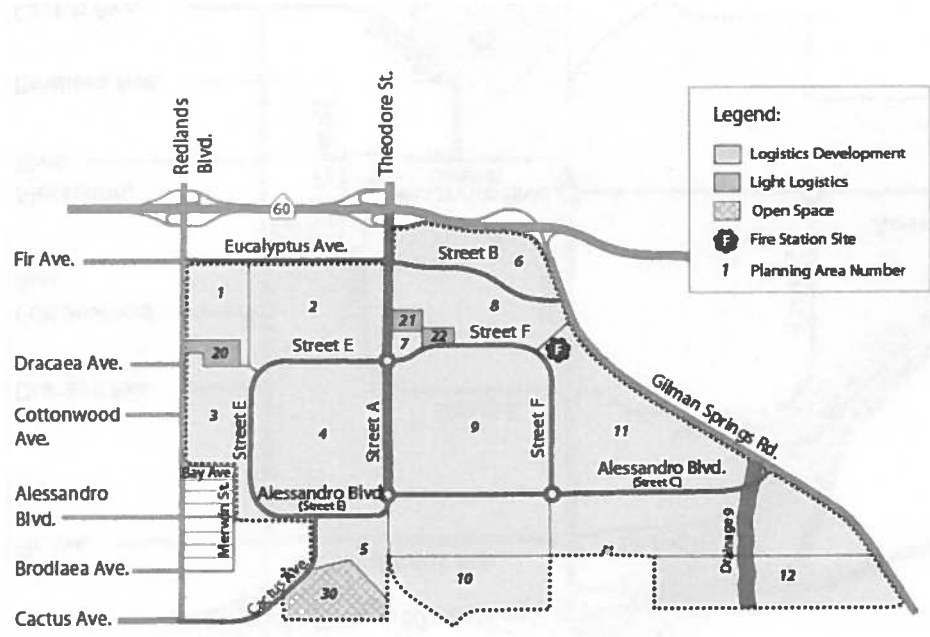 Redlands
Blvd.
Theodore St.
60
Eucalyptus Ave.
Fir Ave.
Street B
6
1
2
8
21
22
7
Street F
F
Street E
20
Dracaea Ave.
Cottonwood
Ave.
3
Street E
4
Street A
9
Street F
11
Gilman Springs Rd.
Bay Ave
Alessandro
Blvd.
Merwin St.
Alessandro Blvd
(Street E)
Alessandro Blvd.
(Street C)
Drainage 9
Brodiaea Ave.
5
10
12
30
Cactus Ave.
Cactus Ave.
Legend:
Logistics Development
Light Logistics
Open Space
F Fire Station Site
1 Planning Area Number